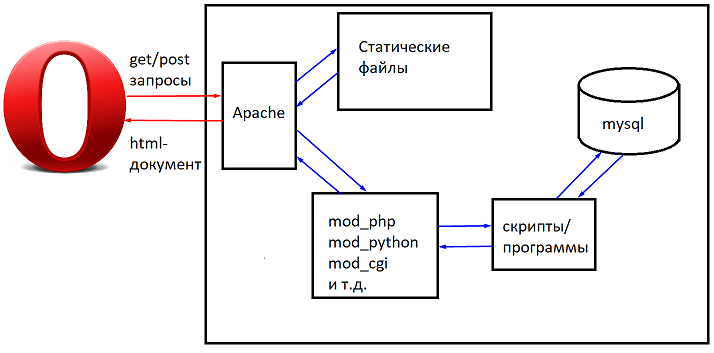 get/post
запросы
html-
документ
Apache
Статические
файлы
mod_php
mod_python
mod_cgi
и т.д.
скрипты/
программы
mysql